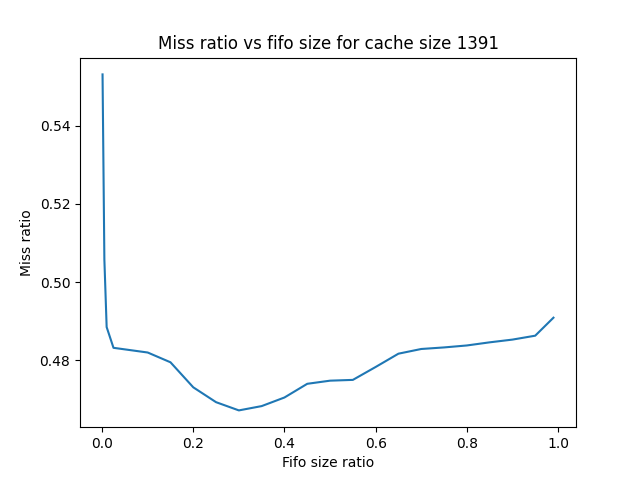 Miss ratio vs fifo size for cache size 1391
0.54
0.52
0.50
0.48
Miss ratio
0.0 0.2 0.4 0.6 0.8 1.0
Fifo size ratio